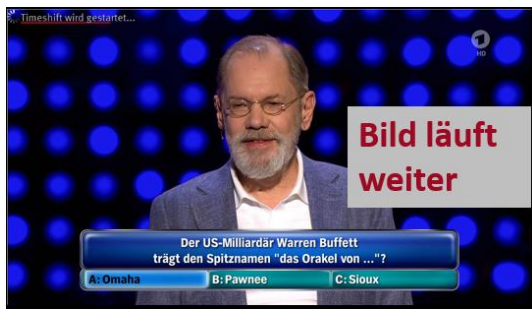 Timeshift wird gestartet...
HD
Bild läuft
weiter
Der US-Milliardär Warren Buffett
trägt den Spitznamen "das Orakel von ..."?
A: Omaha B: Pawnee C: Sioux